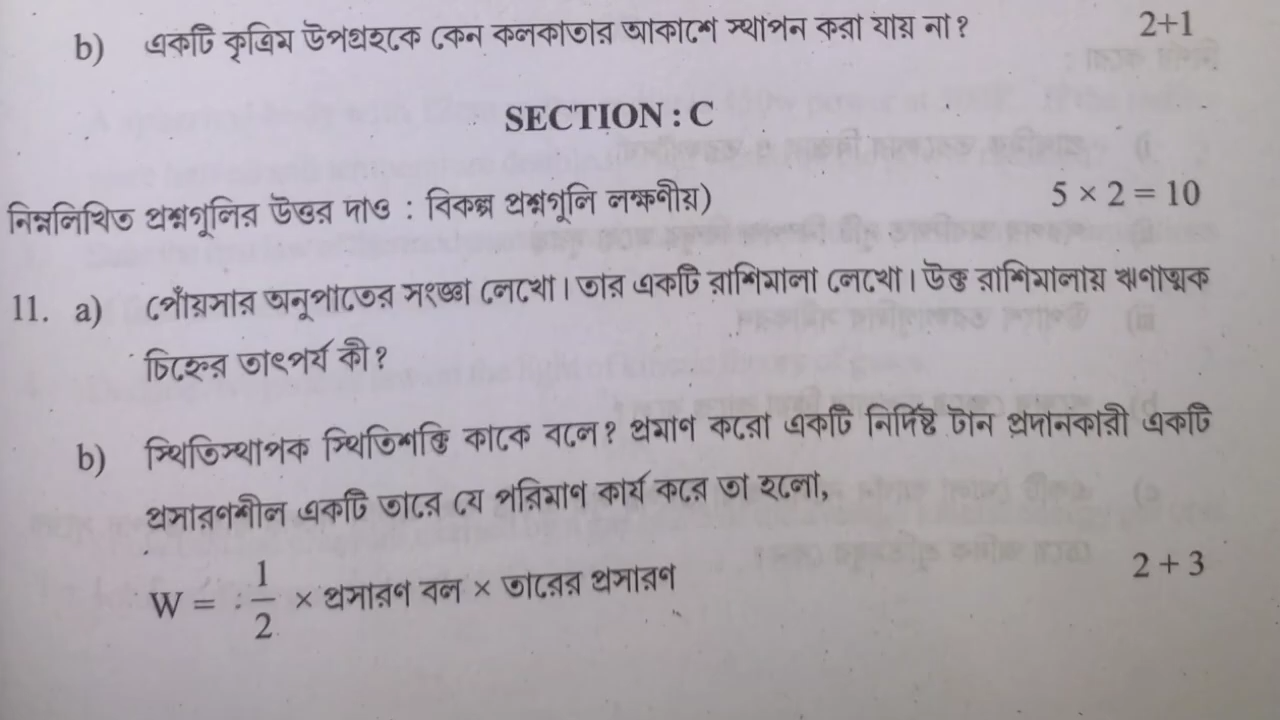 b) একটি কৃত্রিম উপগ্রহকে কেন কলকাতার আকাশে স্থাপন করা যায় না? 2+1
SECTION : C
নিম্নলিখিত প্রশ্নগুলির উত্তর দাও : বিকল্প প্রশ্নগুলি লক্ষণীয়) 5 × 2 = 10
11. a) পোঁয়সার অনুপাতের সংজ্ঞা লেখো। তার একটি রাশিমালা লেখো। উক্ত রাশিমালায় ঋণাত্মক
চিহ্নের তাৎপর্য কী?
b) স্থিতিস্থাপক স্থিতিশক্তি কাকে বলে? প্রমাণ করো একটি নির্দিষ্ট টান প্রদানকারী একটি
প্রসারণশীল একটি তারে যে পরিমাণ কার্য করে তা হলো,
W = : 1/2 × প্রসারণ বল × তারের প্রসারণ 2 + 3